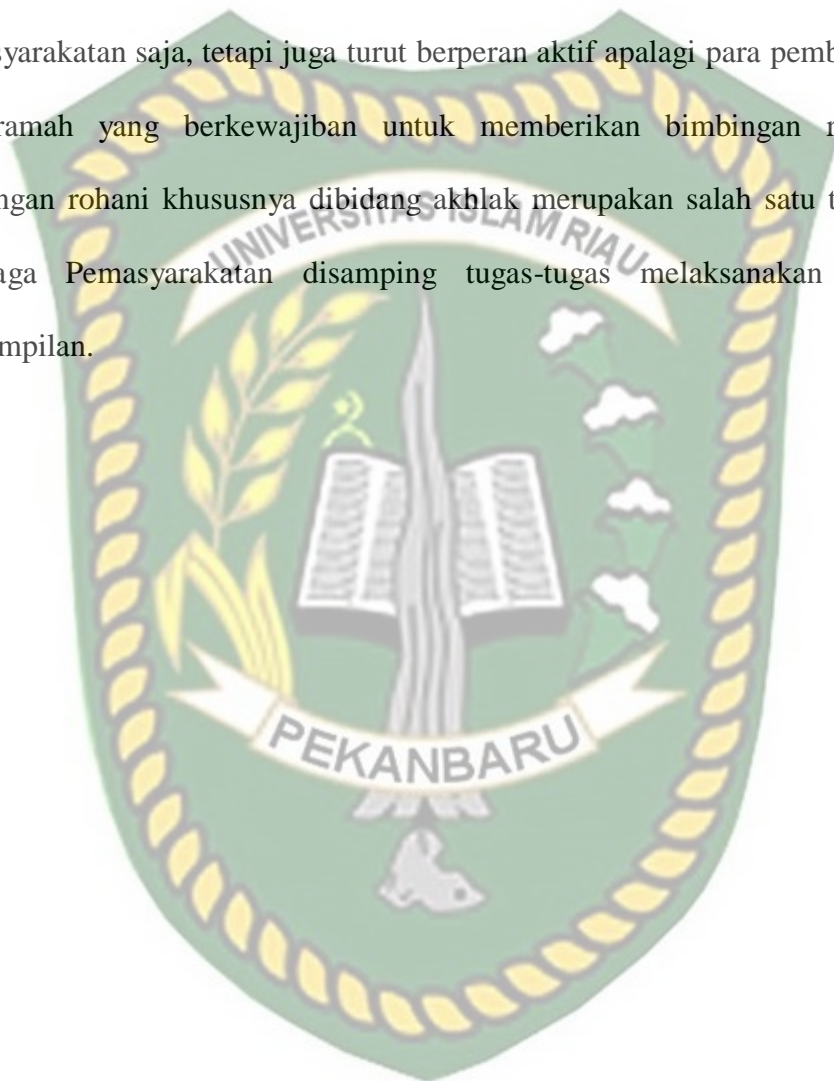 syarakatan saja, tetapi juga turut berperan aktif apalagi para pemb
ramah yang berkewajiban untuk memberikan bimbingan
ngan rohani khususnya dibidang akhlak merupakan salah satu t
UNIVERSITAS ISLAM RIAU
aga Pemasyarakatan disamping tugas-tugas melaksanakan
mpilan.
PEKANBARU